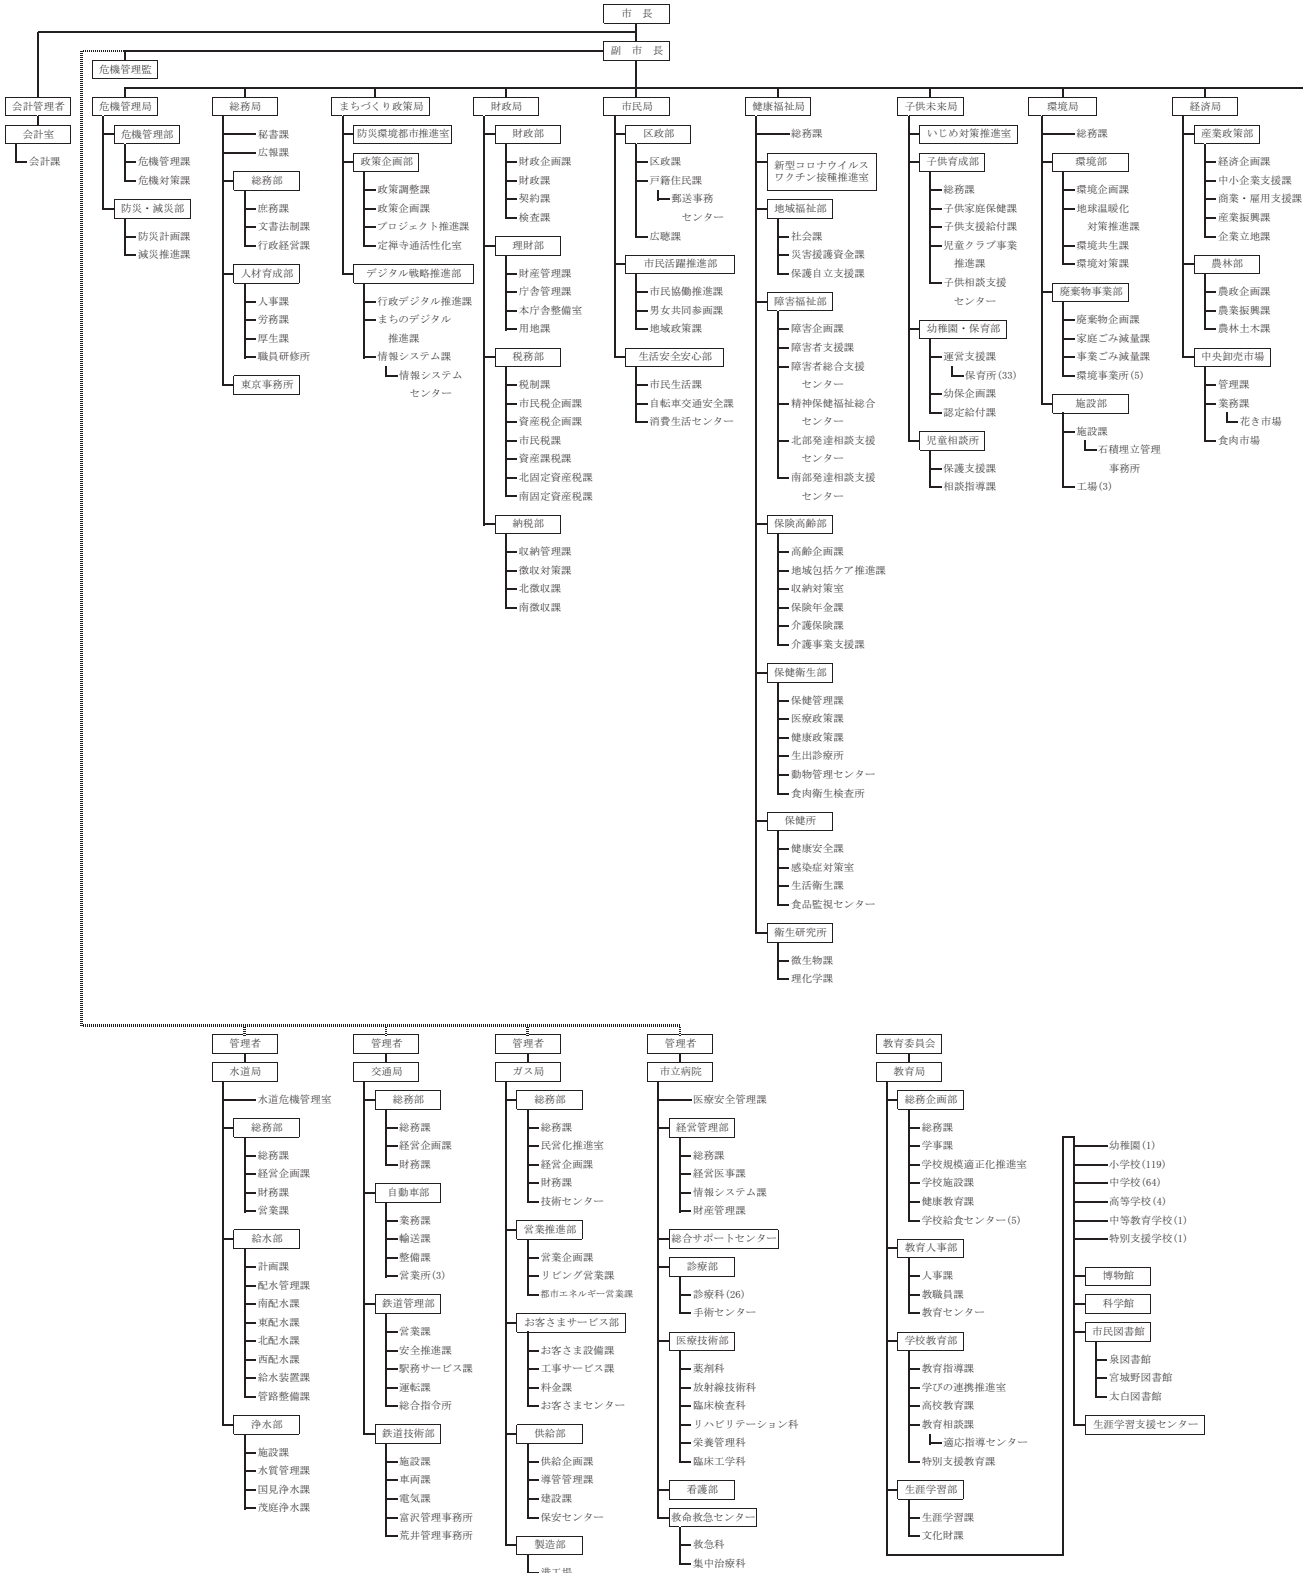 市　長
副　市　長
危機管理監
会計管理者
会計室
会計課
危機管理局
危機管理部
危機管理課
危機対策課
防災・減災部
防災計画課
減災推進課
総務局
秘書課
広報課
総務部
庶務課
文書法制課
行政経営課
人材育成部
人事課
労務課
厚生課
職員研修所
東京事務所
まちづくり政策局
防災環境都市推進室
政策企画部
政策調整課
政策企画課
プロジェクト推進課
定禅寺通活性化室
デジタル戦略推進部
行政デジタル推進課
まちのデジタル
推進課
情報システム課
情報システム
センター
財政局
財政部
財政企画課
財政課
契約課
検査課
理財部
財産管理課
庁舎管理課
本庁舎整備室
用地課
税務部
税制課
市民税企画課
資産税企画課
市民税課
資産課税課
北固定資産税課
南固定資産税課
納税部
収納管理課
徴収対策課
北徴収課
南徴収課
市民局
区政部
区政課
戸籍住民課
郵送事務
センター
広聴課
市民活躍推進部
市民協働推進課
男女共同参画課
地域政策課
生活安全安心部
市民生活課
自転車交通安全課
消費生活センター
健康福祉局
総務課
新型コロナウイルス
ワクチン接種推進室
地域福祉部
社会課
災害援護資金課
保護自立支援課
障害福祉部
障害企画課
障害者支援課
障害者総合支援
センター
精神保健福祉総合
センター
北部発達相談支援
センター
南部発達相談支援
センター
保険高齢部
高齢企画課
地域包括ケア推進課
収納対策室
保険年金課
介護保険課
介護事業支援課
保健衛生部
保健管理課
医療政策課
健康政策課
生出診療所
動物管理センター
食肉衛生検査所
保健所
健康安全課
感染症対策室
生活衛生課
食品監視センター
衛生研究所
微生物課
理化学課
子供未来局
いじめ対策推進室
子供育成部
総務課
子供家庭保健課
子供支援給付課
児童クラブ事業
推進課
子供相談支援
センター
幼稚園・保育部
運営支援課
保育所(33)
幼保企画課
認定給付課
児童相談所
保護支援課
相談指導課
環境局
総務課
環境部
環境企画課
地球温暖化
対策推進課
環境共生課
環境対策課
廃棄物事業部
廃棄物企画課
家庭ごみ減量課
事業ごみ減量課
環境事業所(5)
施設部
施設課
石積埋立管理
事務所
工場(3)
経済局
産業政策部
経済企画課
中小企業支援課
商業・雇用支援課
産業振興課
企業立地課
農林部
農政企画課
農業振興課
農林土木課
中央卸売市場
管理課
業務課
花き市場
食肉市場
管理者
水道局
水道危機管理室
総務部
総務課
経営企画課
財務課
営業課
給水部
計画課
配水管理課
南配水課
東配水課
北配水課
西配水課
給水装置課
管路整備課
浄水部
施設課
水質管理課
国見浄水課
茂庭浄水課
管理者
交通局
総務部
総務課
経営企画課
財務課
自動車部
業務課
輸送課
整備課
営業所(3)
鉄道管理部
営業課
安全推進課
駅務サービス課
運転課
総合指令所
鉄道技術部
施設課
車両課
電気課
富沢管理事務所
荒井管理事務所
管理者
ガス局
総務部
総務課
民営化推進室
経営企画課
財務課
技術センター
営業推進部
営業企画課
リビング営業課
都市エネルギー営業課
お客さまサービス部
お客さま設備課
工事サービス課
料金課
お客さまセンター
供給部
供給企画課
導管管理課
建設課
保安センター
製造部
港工場
管理者
市立病院
医療安全管理課
経営管理部
総務課
経営医事課
情報システム課
財産管理課
総合サポートセンター
診療部
診療科(26)
手術センター
医療技術部
薬剤科
放射線技術科
臨床検査科
リハビリテーション科
栄養管理科
臨床工学科
看護部
救命救急センター
救急科
集中治療科
教育委員会
教育局
総務企画部
総務課
学事課
学校規模適正化推進室
学校施設課
健康教育課
学校給食センター(5)
教育人事部
人事課
教職員課
教育センター
学校教育部
教育指導課
学びの連携推進室
高校教育課
教育相談課
適応指導センター
特別支援教育課
生涯学習部
生涯学習課
文化財課
幼稚園(1)
小学校(119)
中学校(64)
高等学校(4)
中等教育学校(1)
特別支援学校(1)
博物館
科学館
市民図書館
泉図書館
宮城野図書館
太白図書館
生涯学習支援センター